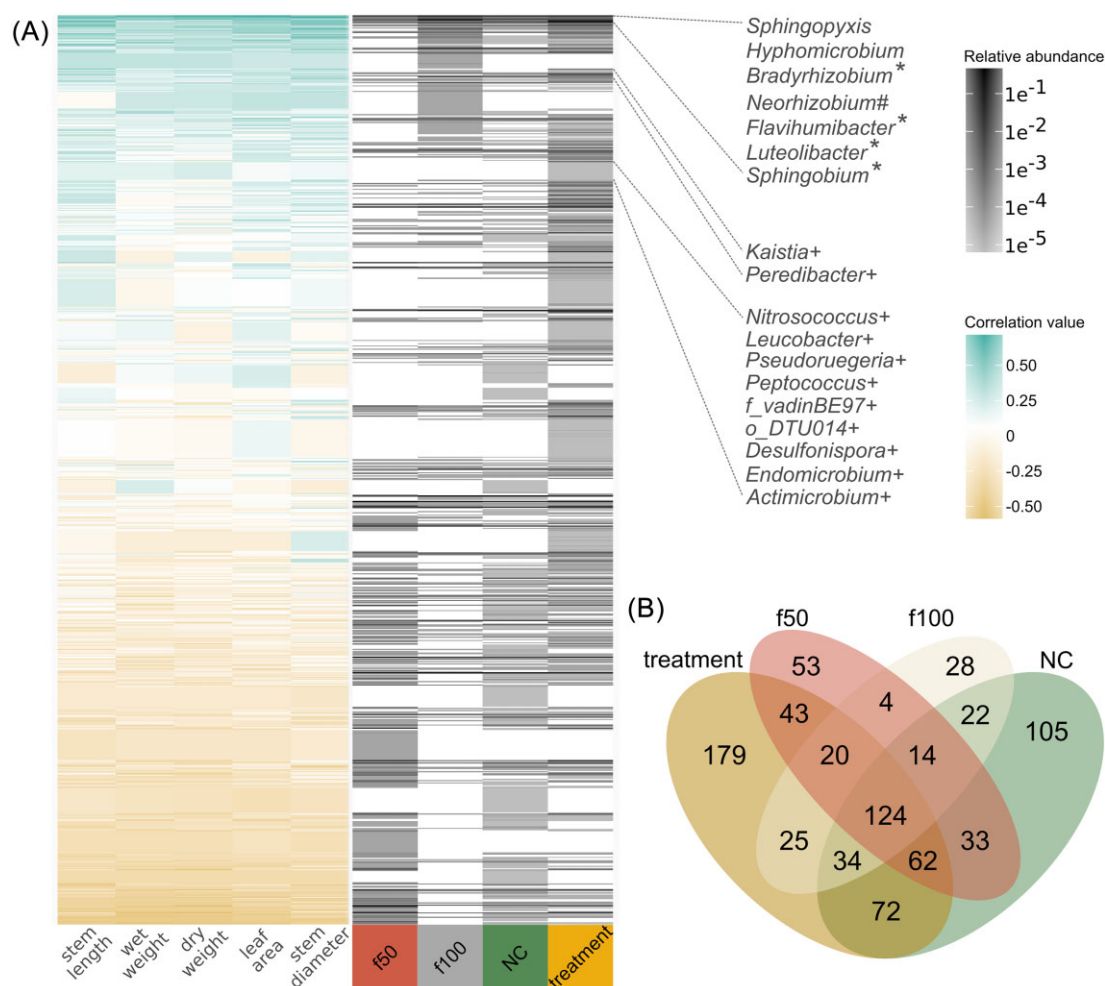 (A)
Sphingopyxis
Hyphomicrobium
Bradyrhizobium*
Neorhizobium#
Flavihumibacter*
Luteolibacter*
Sphingobium*
Kaistia+
Peredibacter+
Nitrosococcus+
Leucobacter+
Pseudoruegeria+
Peptococcus+
f_vadinBE97+
o_DTU014+
Desulfonispora+
Endomicrobium+
Actimicrobium+
Relative abundance
1e-1
1e-2
1e-3
1e-4
1e-5
Correlation value
0.50
0.25
0
-0.25
-0.50
stem
length
wet
weight
dry
weight
leaf
area
stem
diameter
f50
f100
NC
treatment
(B)
f50
f100
treatment
NC
53
28
4
43
22
105
179
20
14
124
25
34
62
33
72